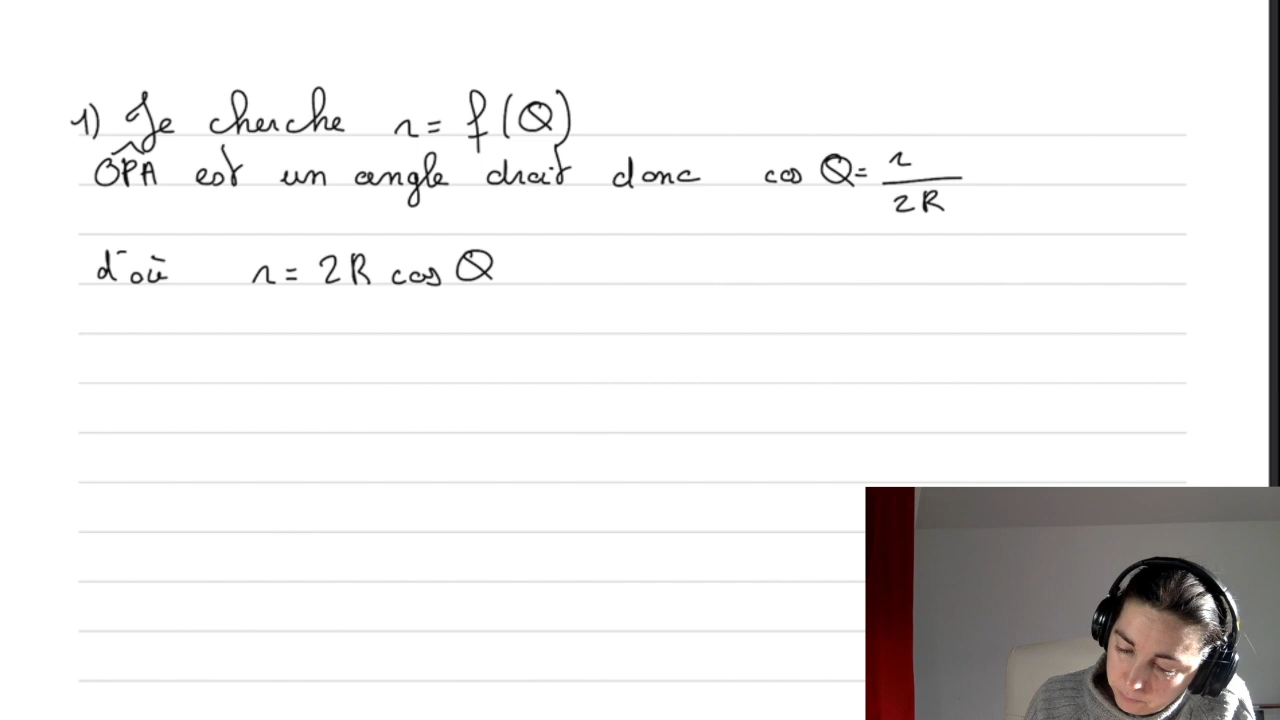 1) Je cherche r = f(θ)
OPA est un angle droit donc cos θ = r / 2R
d'où r = 2R cos θ